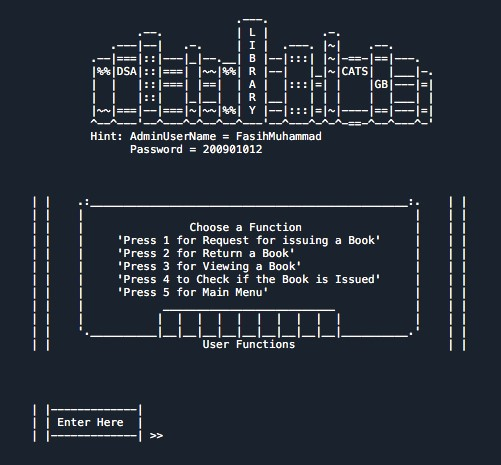 LIBRARY
DSA CATS
GB
Hint: AdminUserName = FasihMuhammad
Password = 200901012
Choose a Function
'Press 1 for Request for issuing a Book'
'Press 2 for Return a Book'
'Press 3 for Viewing a Book'
'Press 4 to Check if the Book is Issued'
'Press 5 for Main Menu'
User Functions
Enter Here
>>